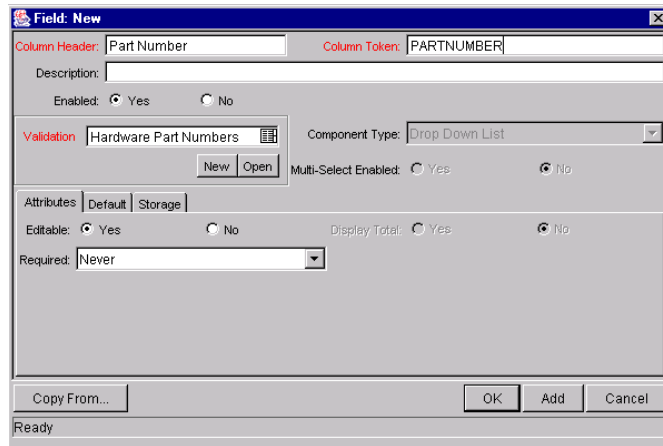 Field: New
Column Header: Part Number Column Token: PARTNUMBER
Description:
Enabled: Yes No
Validation Hardware Part Numbers Component Type: Drop Down List
New Open Multi-Select Enabled: Yes No
Attributes Default Storage
Editable: Yes No Display Total: Yes No
Required: Never
Copy From... OK Add Cancel
Ready